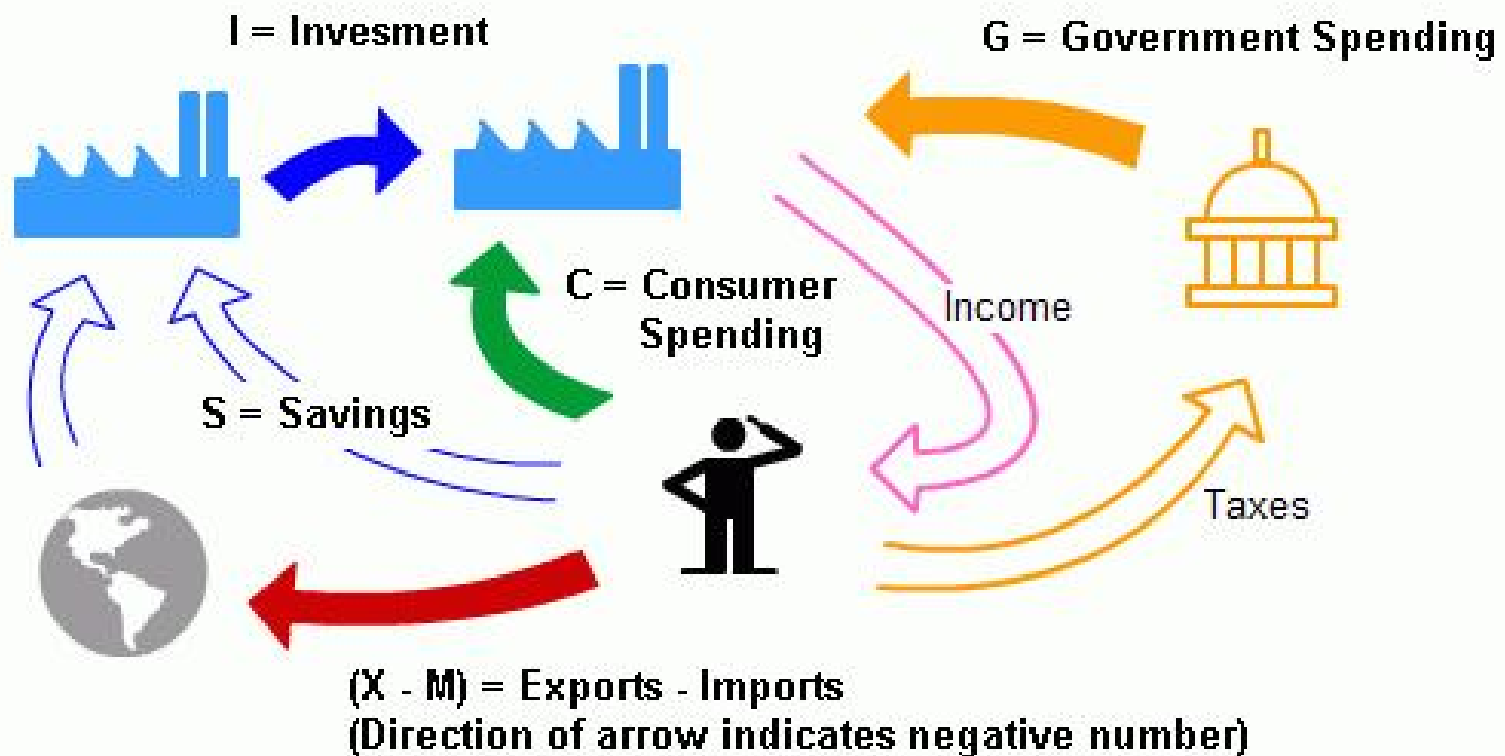 I = Invesment
G = Government Spending
C = Consumer
Spending
Income
S = Savings
Taxes
(X - M) = Exports - Imports
(Direction of arrow indicates negative number)